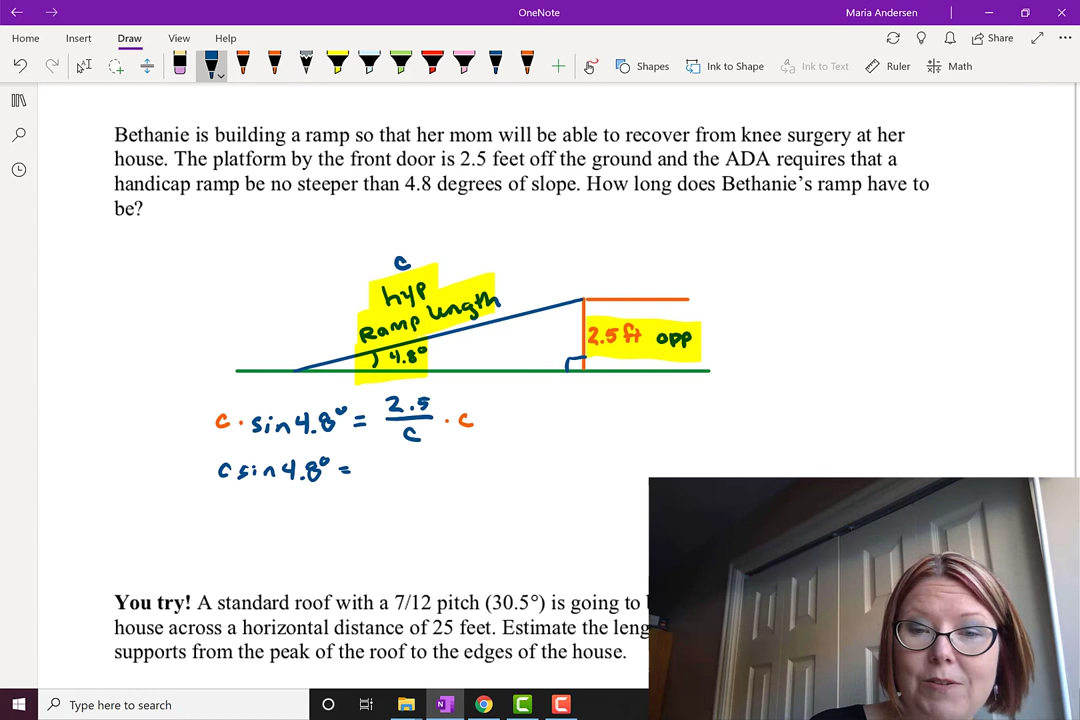 OneNote
Maria Andersen
Home Insert Draw View Help
Share
Shapes Ink to Shape Ink to Text Ruler Math
Bethanie is building a ramp so that her mom will be able to recover from knee surgery at her
house. The platform by the front door is 2.5 feet off the ground and the ADA requires that a
handicap ramp be no steeper than 4.8 degrees of slope. How long does Bethanie’s ramp have to
be?
c
hyp
Ramp length
4.8°
2.5 ft opp
c · sin 4.8° = 2.5/c · c
c sin 4.8° =
You try! A standard roof with a 7/12 pitch (30.5°) is going to
house across a horizontal distance of 25 feet. Estimate the
supports from the peak of the roof to the edges of the house.
Type here to search